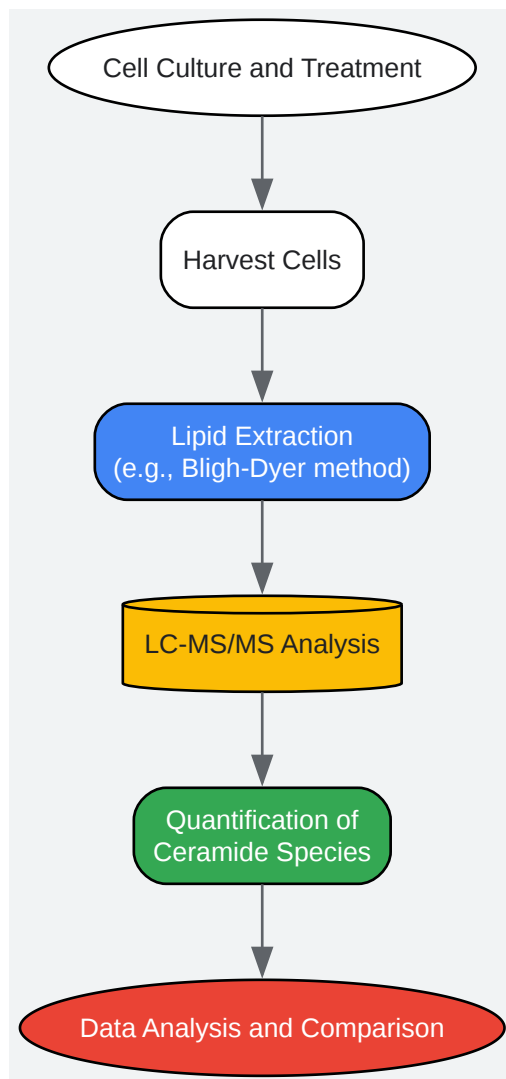 Cell Culture and Treatment
Harvest Cells
Lipid Extraction
(e.g., Bligh-Dyer method)
LC-MS/MS Analysis
Quantification of
Ceramide Species
Data Analysis and Comparison